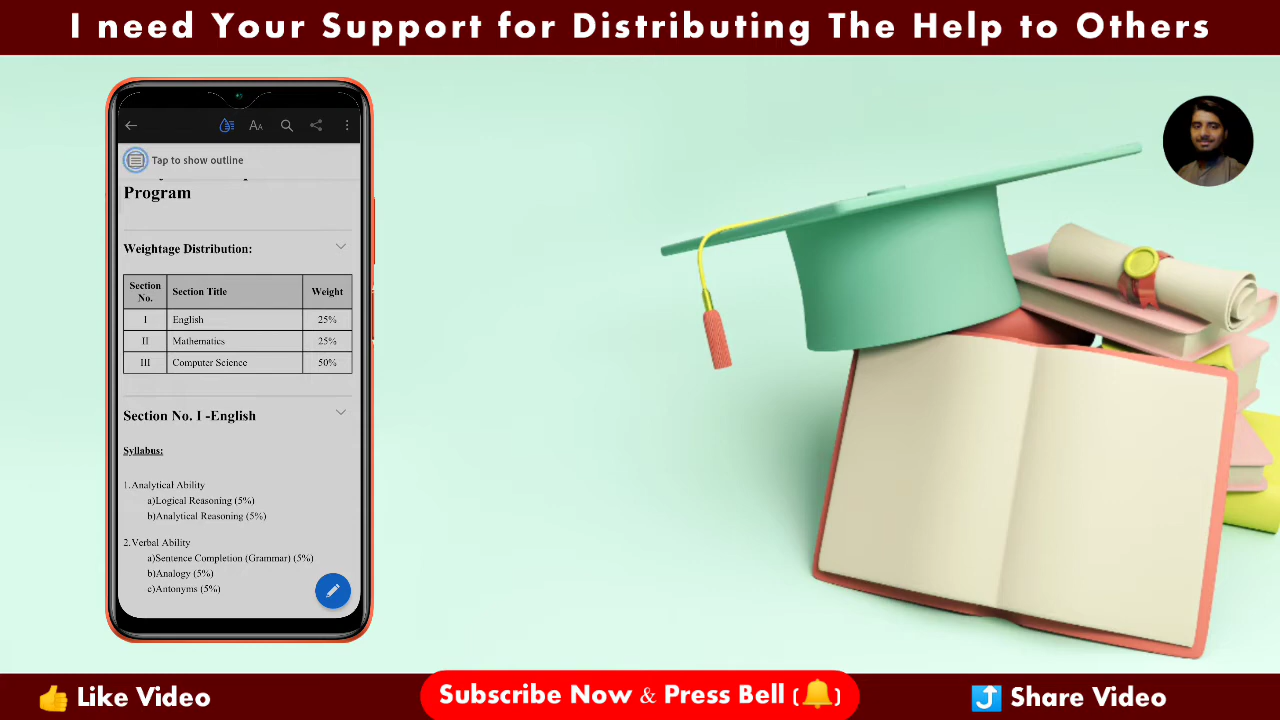 I need Your Support for Distributing The Help to Others
AA
Tap to show outline
Program
Weightage Distribution:
Section No. Section Title Weight
I English 25%
II Mathematics 25%
III Computer Science 50%
Section No. I -English
Syllabus:
1.Analytical Ability
a)Logical Reasoning (5%)
b)Analytical Reasoning (5%)
2.Verbal Ability
a)Sentence Completion (Grammar) (5%)
b)Analogy (5%)
c)Antonyms (5%)
👍 Like Video
Subscribe Now & Press Bell (🔔)
Share Video